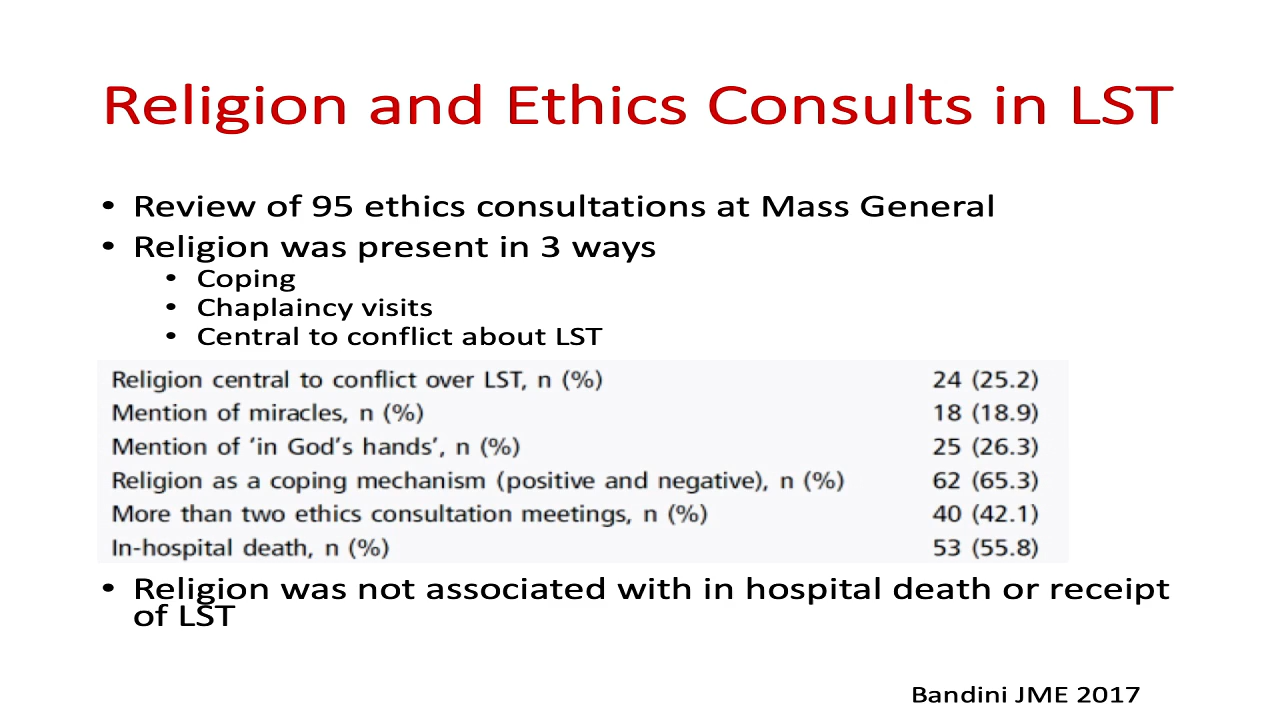 Religion and Ethics Consults in LST
• Review of 95 ethics consultations at Mass General
• Religion was present in 3 ways
• Coping
• Chaplaincy visits
• Central to conflict about LST
Religion central to conflict over LST, n (%) 24 (25.2)
Mention of miracles, n (%) 18 (18.9)
Mention of ‘in God’s hands’, n (%) 25 (26.3)
Religion as a coping mechanism (positive and negative), n (%) 62 (65.3)
More than two ethics consultation meetings, n (%) 40 (42.1)
In-hospital death, n (%) 53 (55.8)
• Religion was not associated with in hospital death or receipt
of LST
Bandini JME 2017